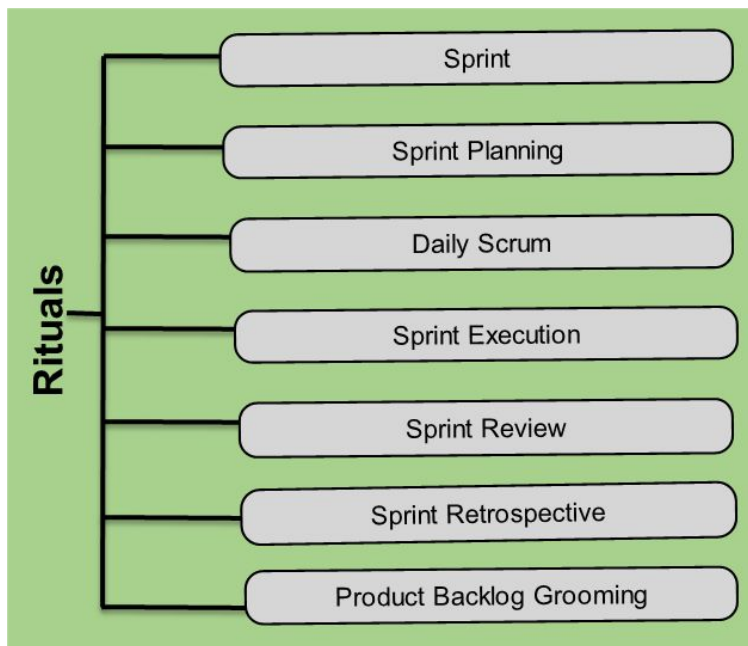 Rituals
Sprint
Sprint Planning
Daily Scrum
Sprint Execution
Sprint Review
Sprint Retrospective
Product Backlog Grooming